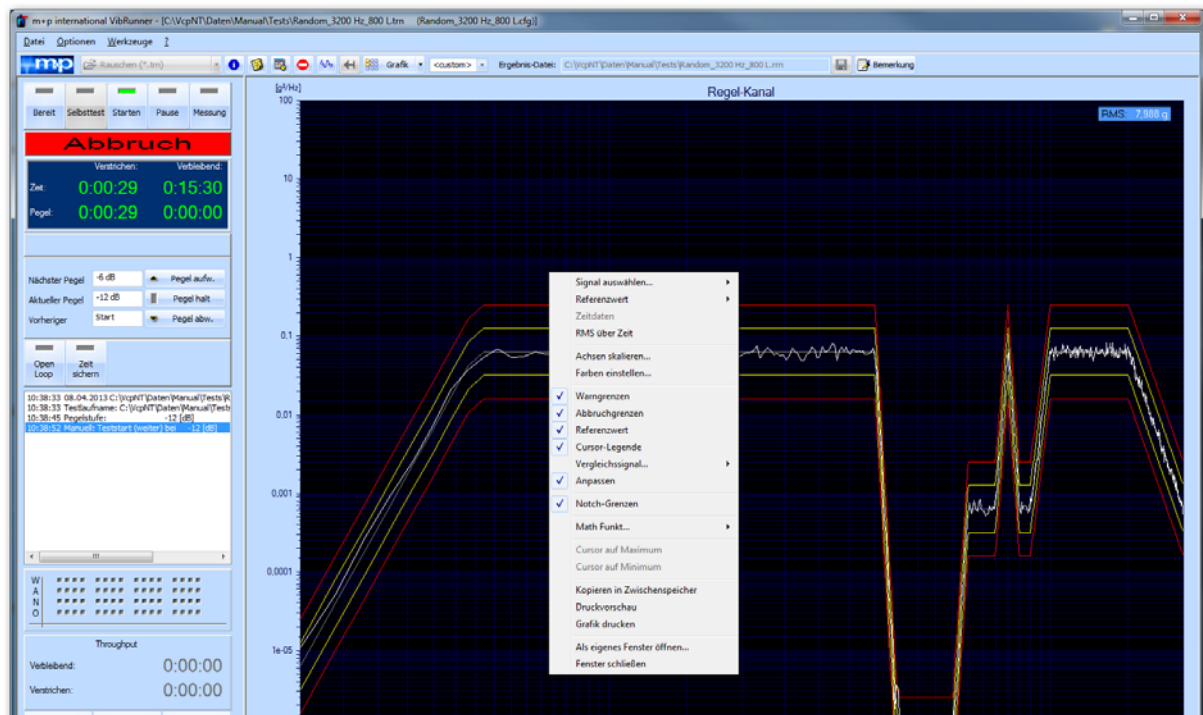 m+p international VibRunner - [C:\VcpNT\Daten\Manual\Tests\Random_3200 Hz_800 L.trn (Random_3200 Hz_800 L.cfg)]
Datei Optionen Werkzeuge ?
mp Rauschen (*.trn) Grafik <custom> Ergebnis-Datei: C:\VcpNT\Daten\Manual\Tests\Random_3200 Hz_800 L.rrn Bemerkung
Bereit Selbsttest Starten Pause Messung
Abbruch
Verstrichen: Verbleibend:
Zeit: 0:00:29 0:15:30
Pegel: 0:00:29 0:00:00
Nächster Pegel -6 dB Pegel aufw.
Aktueller Pegel -12 dB Pegel halt
Vorheriger Start Pegel abw.
Open Loop
Zeit sichern
10:38:33 08.04.2013 C:\VcpNT\Daten\Manual\Tests\R
10:38:33 Testlaufname: C:\VcpNT\Daten\Manual\Tests
10:38:45 Pegelstufe: -12 [dB]
10:38:52 Manuell: Teststart (weiter) bei -12 [dB]
W
A
N
O
Throughput
Verbleibend: 0:00:00
Verstrichen: 0:00:00
[g²/Hz]
Regel-Kanal
RMS: 7,988 g
100
10
1
0.1
0.01
0.001
0.0001
1e-05
Signal auswählen...
Referenzwert
Zeitdaten
RMS über Zeit
Achsen skalieren...
Farben einstellen...
Warngrenzen
Abbruchgrenzen
Referenzwert
Cursor-Legende
Vergleichssignal...
Anpassen
Notch-Grenzen
Math Funkt...
Cursor auf Maximum
Cursor auf Minimum
Kopieren in Zwischenspeicher
Druckvorschau
Grafik drucken
Als eigenes Fenster öffnen...
Fenster schließen